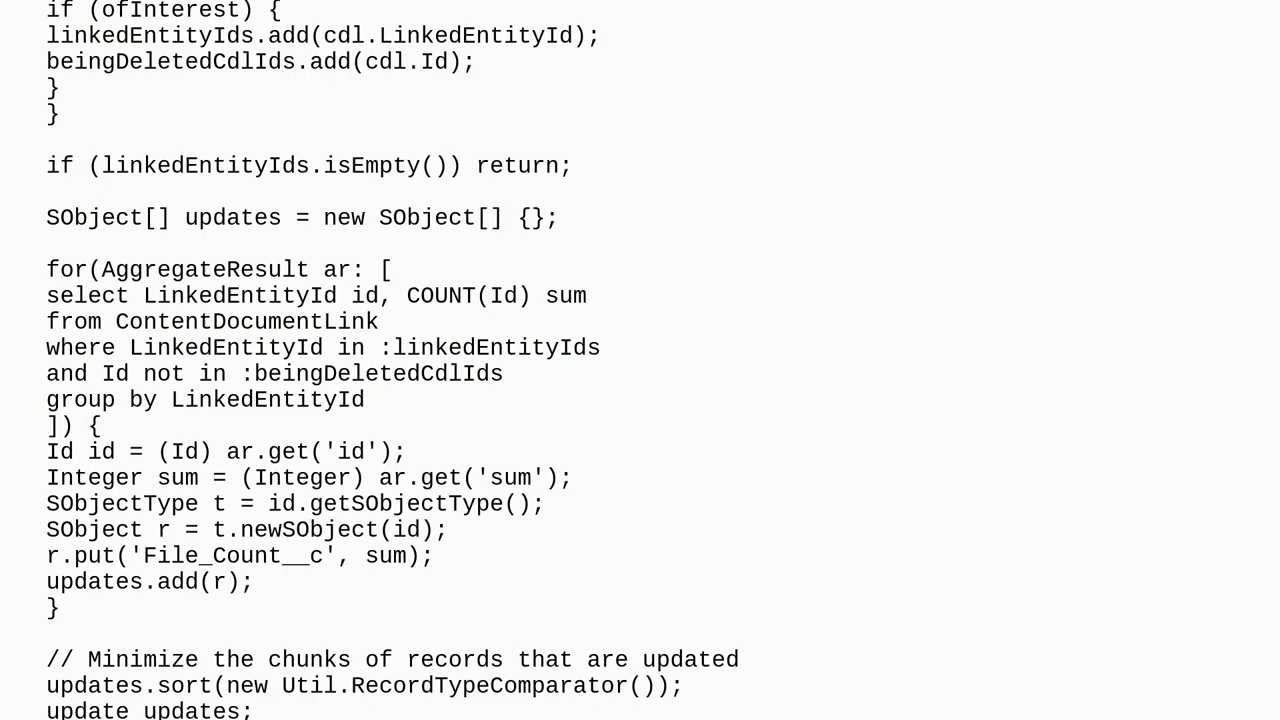 if (ofInterest) {
linkedEntityIds.add(cdl.LinkedEntityId);
beingDeletedCdlIds.add(cdl.Id);
}
}
if (linkedEntityIds.isEmpty()) return;
SObject[] updates = new SObject[] {};
for(AggregateResult ar: [
select LinkedEntityId id, COUNT(Id) sum
from ContentDocumentLink
where LinkedEntityId in :linkedEntityIds
and Id not in :beingDeletedCdlIds
group by LinkedEntityId
]) {
Id id = (Id) ar.get('id');
Integer sum = (Integer) ar.get('sum');
SObjectType t = id.getSObjectType();
SObject r = t.newSObject(id);
r.put('File_Count__c', sum);
updates.add(r);
}
// Minimize the chunks of records that are updated
updates.sort(new Util.RecordTypeComparator());
update updates;